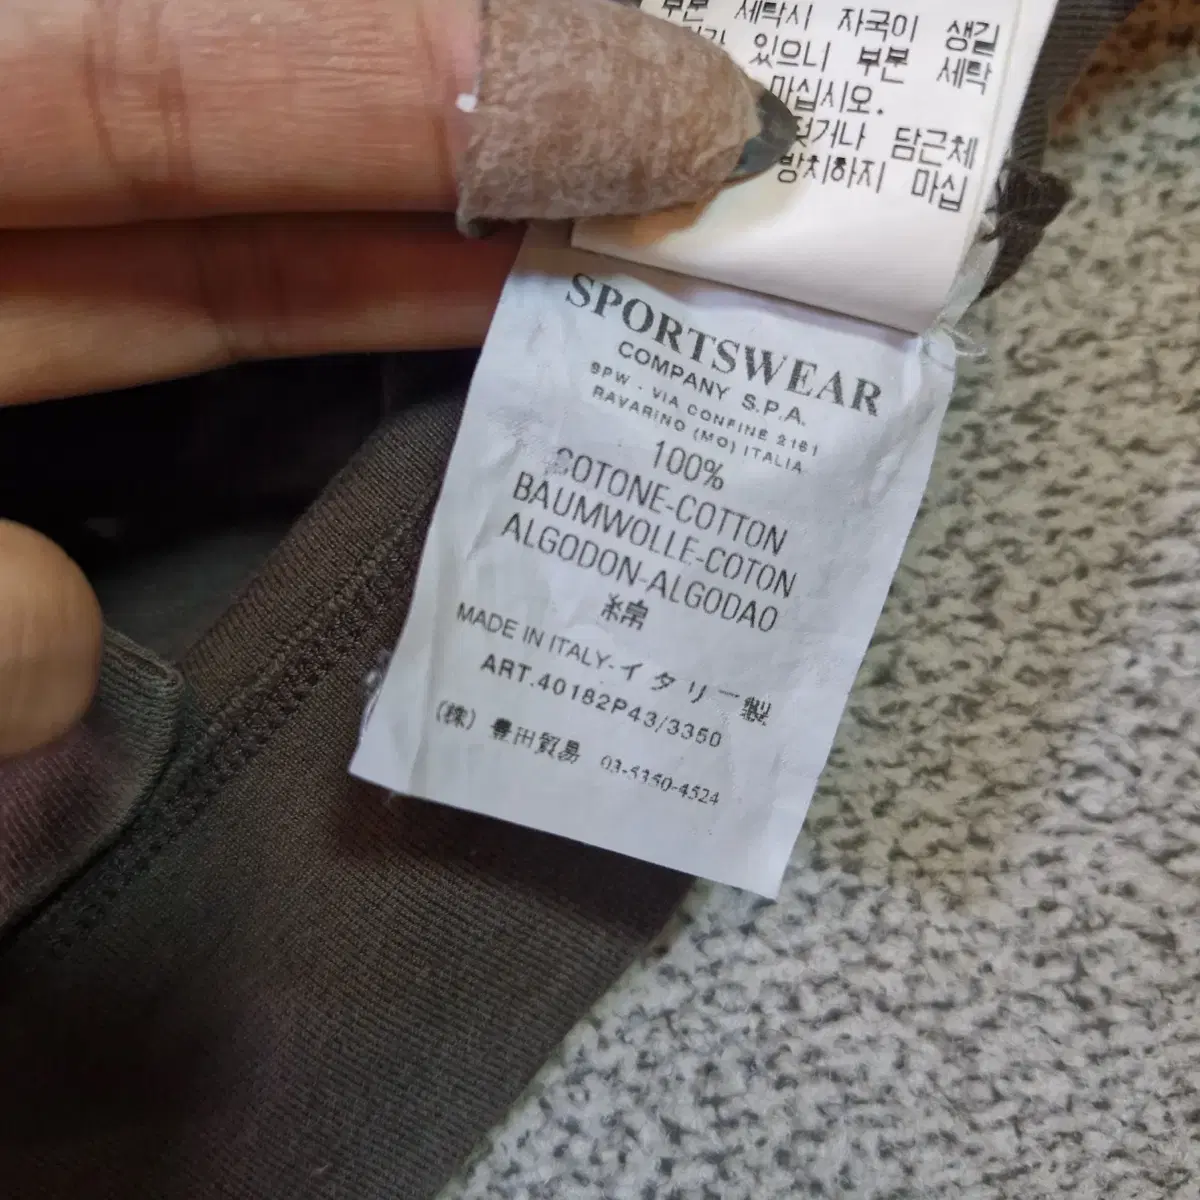 부분 세탁시 자국이 생길
있으니 부분 세탁
마십시오.
젖거나 담근체
방치하지 마십
SPORTSWEAR
COMPANY S.P.A.
SPW - VIA CONFINE 2161
RAVARINO (MO) ITALIA
100%
COTONE-COTTON
BAUMWOLLE-COTON
ALGODON-ALGODAO
綿
MADE IN ITALY-イタリー製
ART.40182P43/3350
(株) 豊田貿易 03-5350-4524